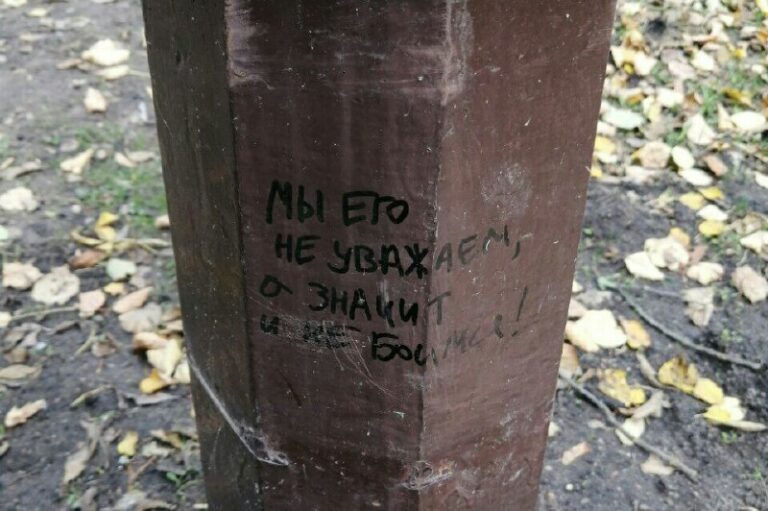 МЫ ЕГО
НЕ УВАЖАЕМ,
а ЗНАЧИТ
и НЕ БОИМСЯ!